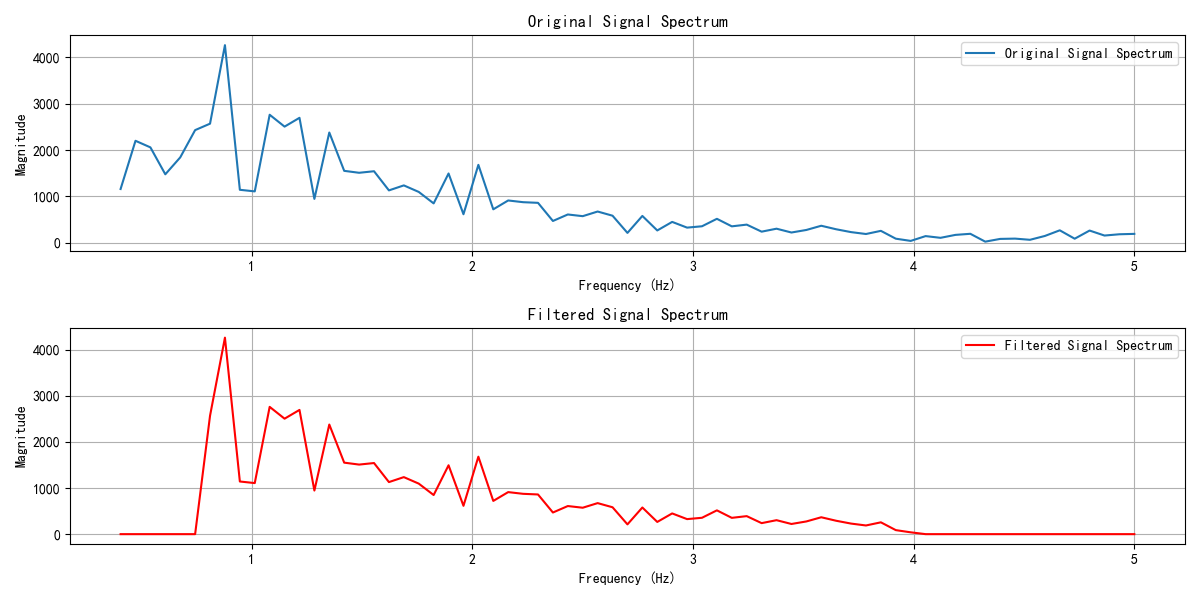 Original Signal Spectrum
Original Signal Spectrum
Magnitude
4000
3000
2000
1000
0
1 2 3 4 5
Frequency (Hz)
Filtered Signal Spectrum
Filtered Signal Spectrum
Magnitude
4000
3000
2000
1000
0
1 2 3 4 5
Frequency (Hz)